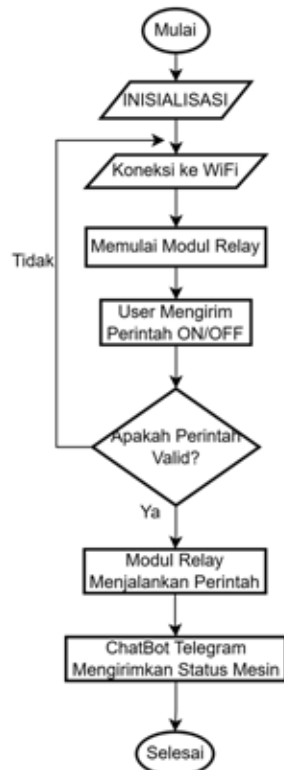 Mulai
INISIALISASI
Koneksi ke WiFi
Tidak
Memulai Modul Relay
User Mengirim
Perintah ON/OFF
Apakah Perintah
Valid?
Ya
Modul Relay
Menjalankan Perintah
ChatBot Telegram
Mengirimkan Status Mesin
Selesai